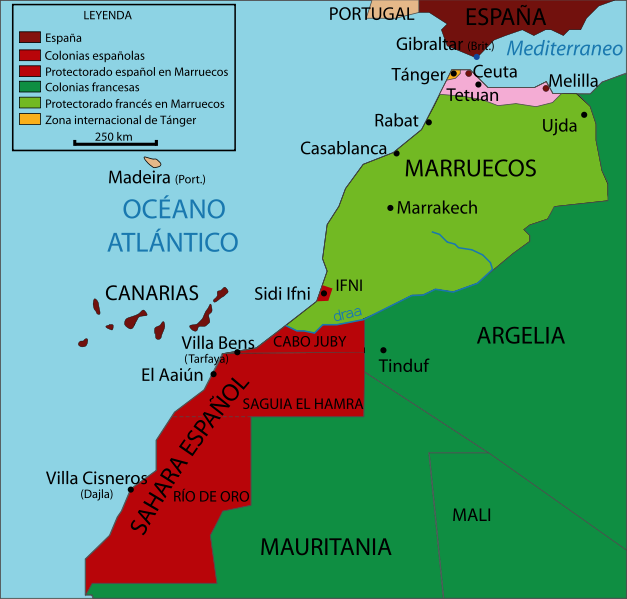 LEYENDA
España
Colonias españolas
Protectorado español en Marruecos
Colonias francesas
Protectorado francés en Marruecos
Zona internacional de Tánger
250 km
PORTUGAL
ESPAÑA
Gibraltar (Brit.)
Mediterraneo
Tánger
Ceuta
Melilla
Tetuan
Rabat
Ujda
Casablanca
MARRUECOS
Madeira (Port.)
Marrakech
OCÉANO
ATLÁNTICO
CANARIAS
Sidi Ifni
IFNI
draa
ARGELIA
Villa Bens
(Tarfaya)
CABO JUBY
Tinduf
El Aaiún
SAGUIA EL HAMRA
SAHARA ESPAÑOL
Villa Cisneros
(Dajla)
RÍO DE ORO
MALI
MAURITANIA